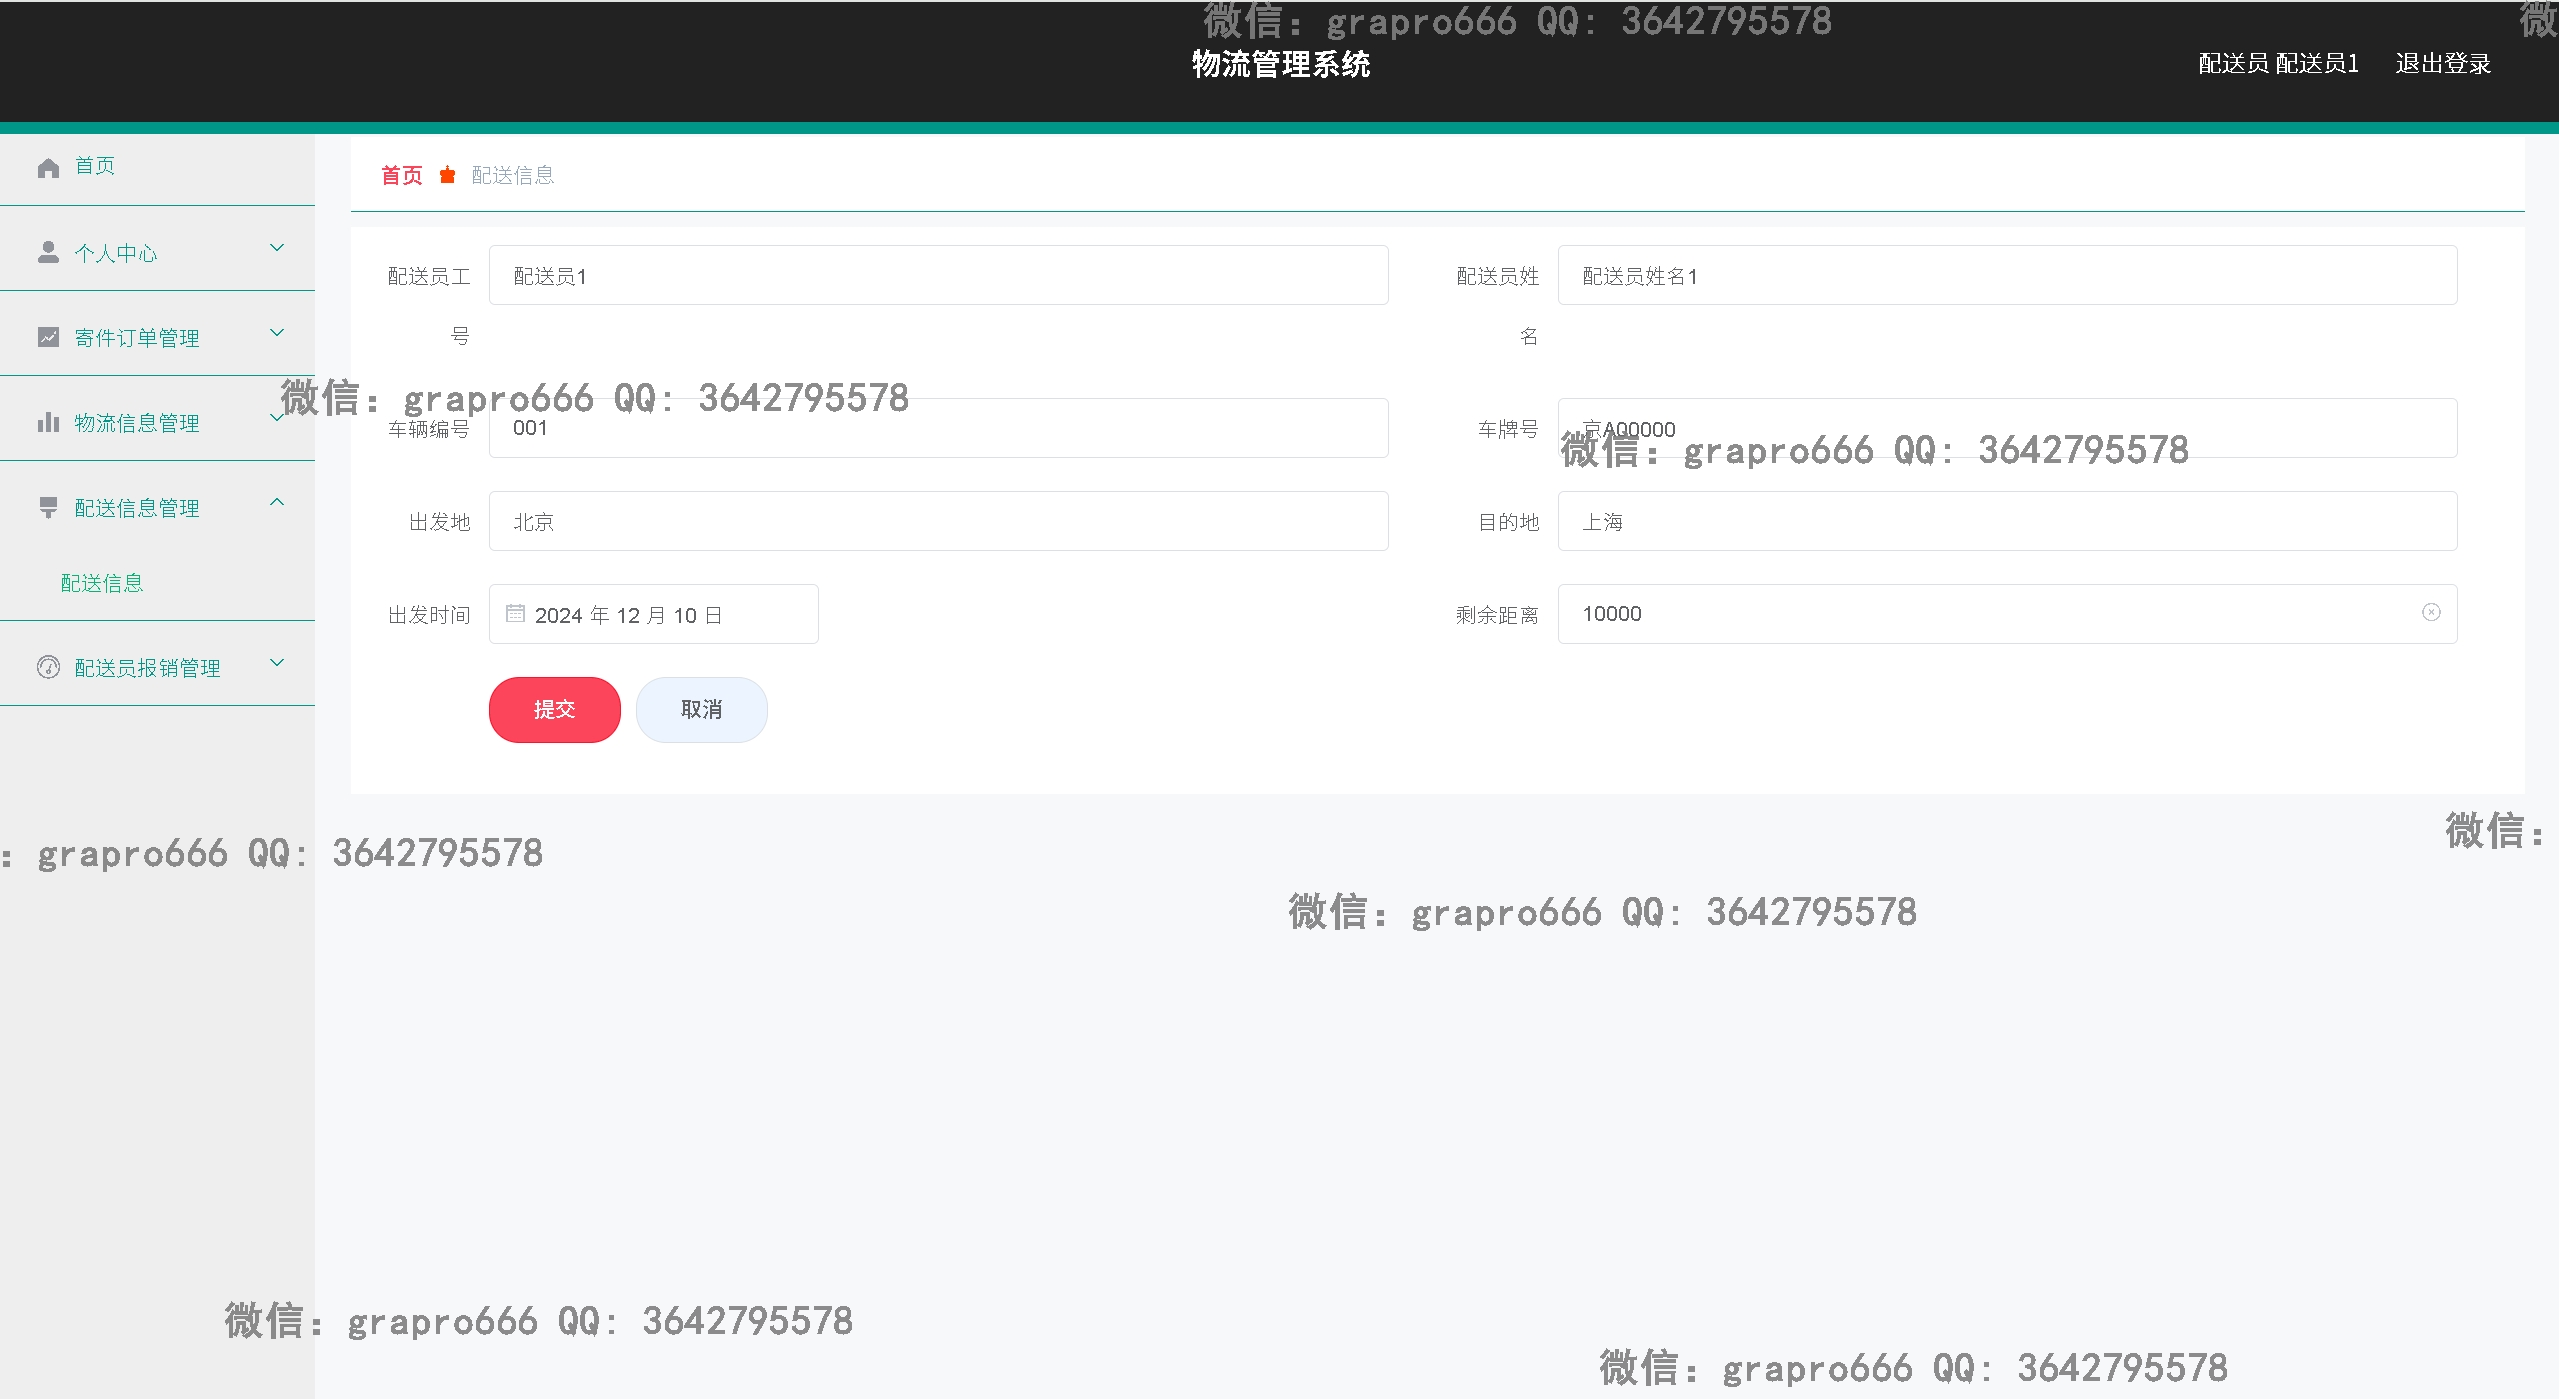 微信: grapro666 QQ: 3642795578
微
物流管理系统
配送员 配送员1 退出登录
首页
首页 配送信息
个人中心
配送员工号 配送员1
配送员姓名 配送员姓名1
寄件订单管理
微信: grapro666 QQ: 3642795578
物流信息管理
车辆编号 001
车牌号 京A00000
微信: grapro666 QQ: 3642795578
配送信息管理
出发地 北京
目的地 上海
配送信息
出发时间 2024 年 12 月 10 日
剩余距离 10000
配送员报销管理
提交 取消
微信:
: grapro666 QQ: 3642795578
微信: grapro666 QQ: 3642795578
微信: grapro666 QQ: 3642795578
微信: grapro666 QQ: 3642795578